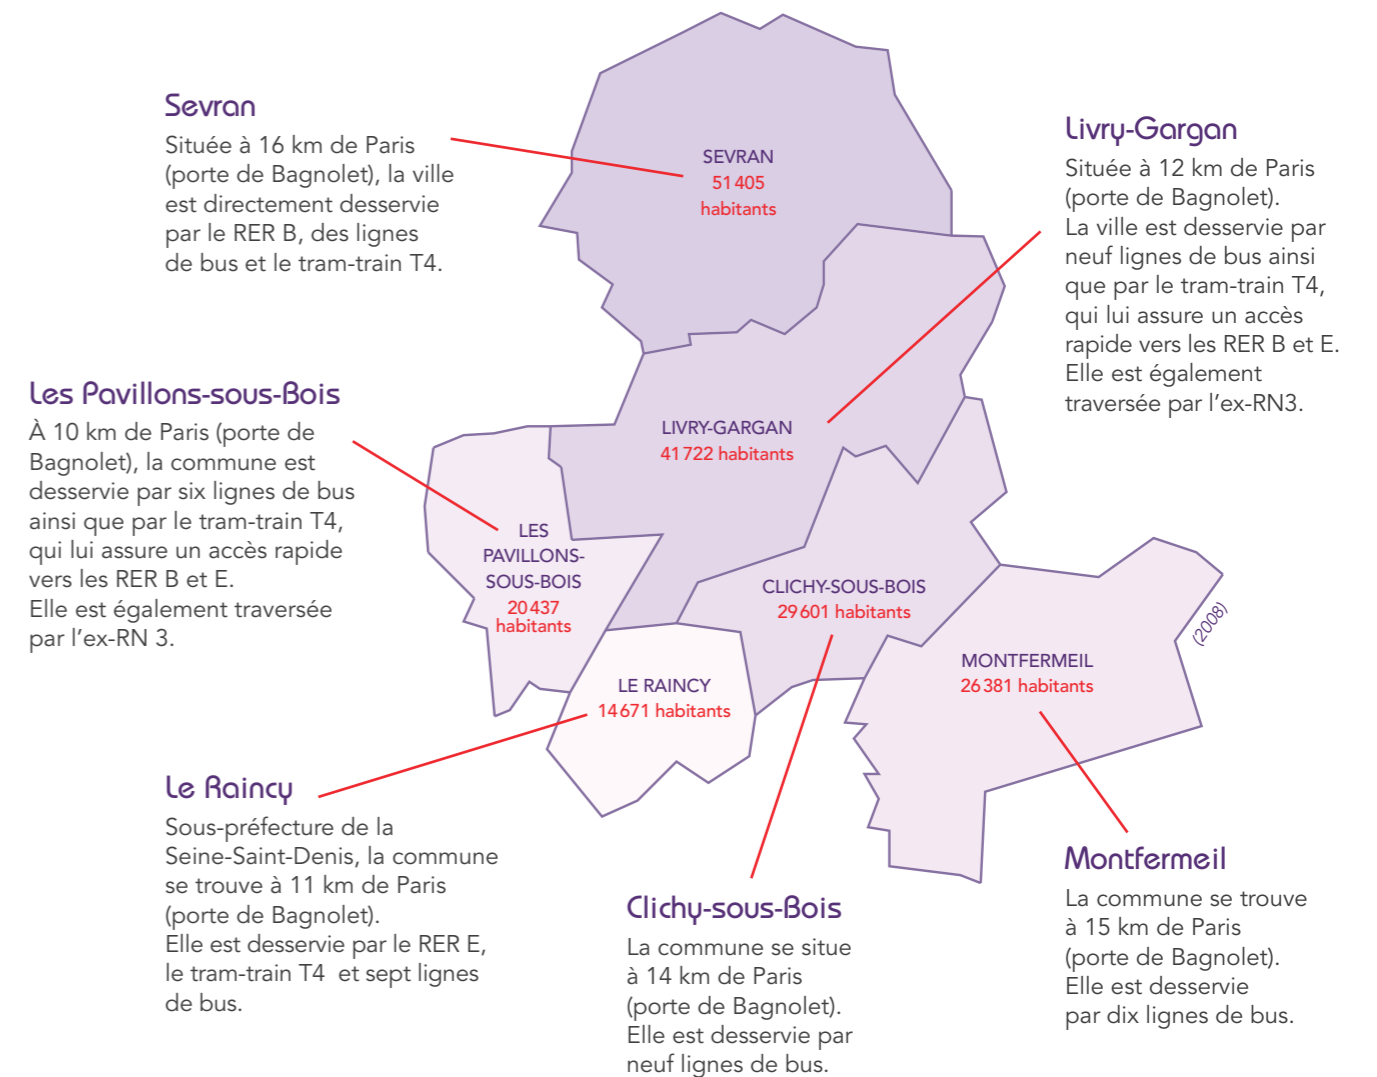 Sevran
Située à 16 km de Paris
(porte de Bagnolet), la ville
est directement desservie
par le RER B, des lignes
de bus et le tram-train T4.
SEVRAN
51 405
habitants
Livry-Gargan
Située à 12 km de Paris
(porte de Bagnolet).
La ville est desservie par
neuf lignes de bus ainsi
que par le tram-train T4,
qui lui assure un accès
rapide vers les RER B et E.
Elle est également
traversée par l'ex-RN3.
Les Pavillons-sous-Bois
À 10 km de Paris (porte de
Bagnolet), la commune est
desservie par six lignes de bus
ainsi que par le tram-train T4,
qui lui assure un accès rapide
vers les RER B et E.
Elle est également traversée
par l'ex-RN 3.
LIVRY-GARGAN
41 722 habitants
LES
PAVILLONS-
SOUS-BOIS
20 437
habitants
CLICHY-SOUS-BOIS
29 601 habitants
(2008)
MONTFERMEIL
26 381 habitants
LE RAINCY
14 671 habitants
Le Raincy
Sous-préfecture de la
Seine-Saint-Denis, la commune
se trouve à 11 km de Paris
(porte de Bagnolet).
Elle est desservie par le RER E,
le tram-train T4 et sept lignes
de bus.
Clichy-sous-Bois
La commune se situe
à 14 km de Paris
(porte de Bagnolet).
Elle est desservie par
neuf lignes de bus.
Montfermeil
La commune se trouve
à 15 km de Paris
(porte de Bagnolet).
Elle est desservie
par dix lignes de bus.